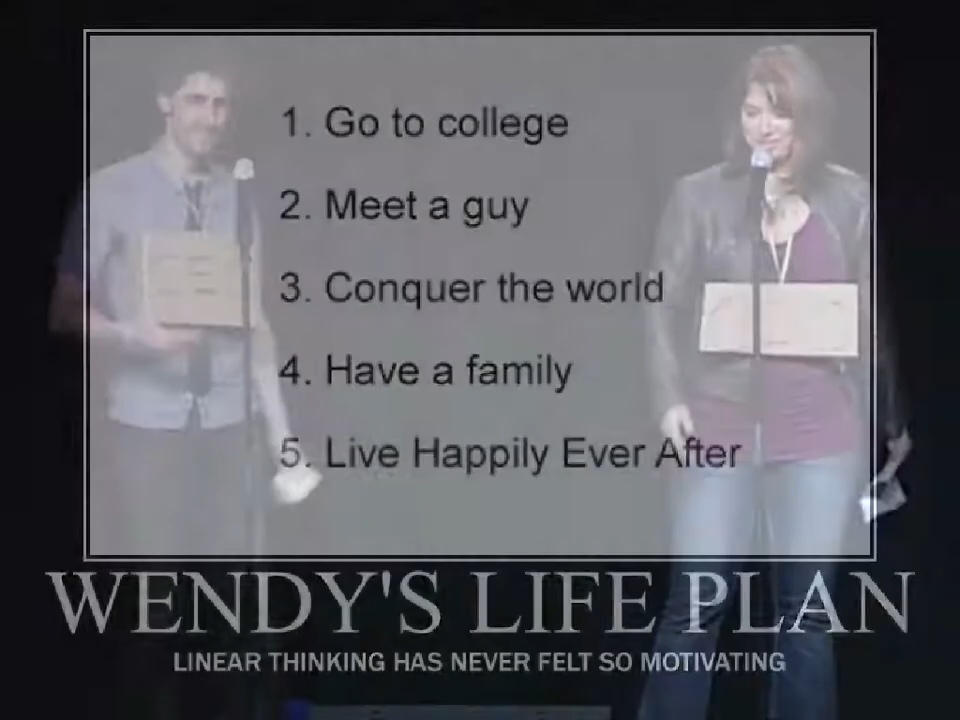 1. Go to college
2. Meet a guy
3. Conquer the world
4. Have a family
5. Live Happily Ever After
WENDY'S LIFE PLAN
LINEAR THINKING HAS NEVER FELT SO MOTIVATING